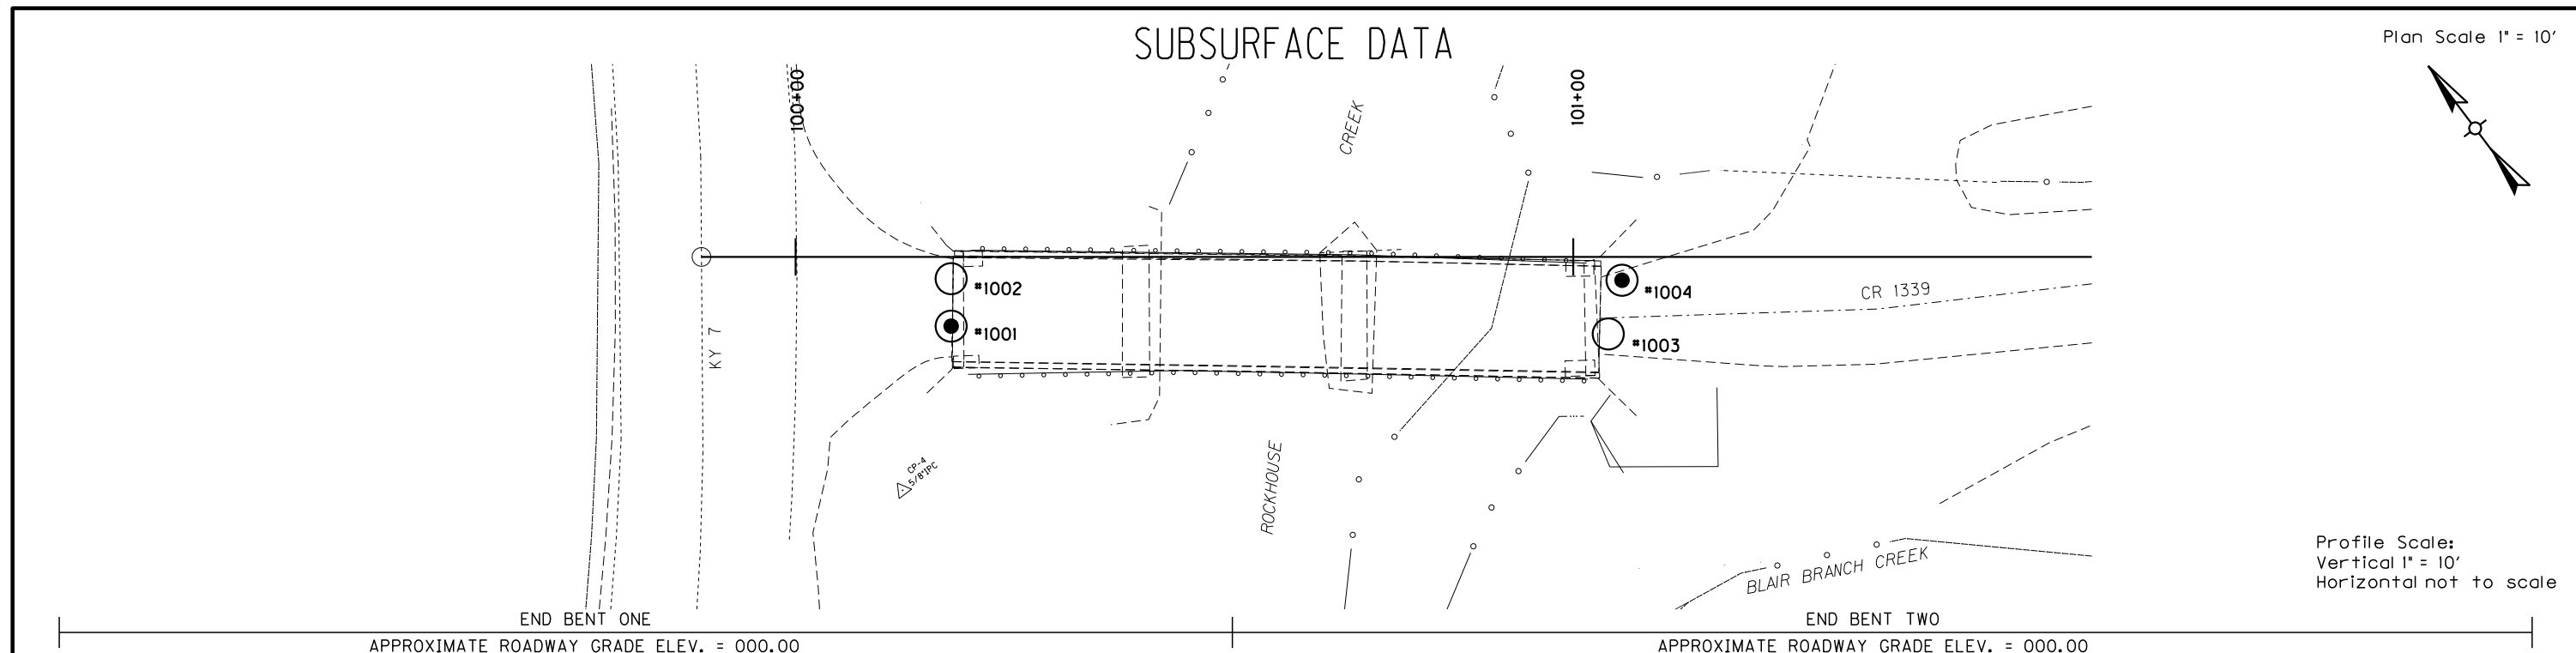 SUBSURFACE DATA
Plan Scale 1" = 10'
100+00
101+00
CREEK
#1002
#1001
#1004
#1003
CR 1339
KY 7
CP-4
5/8"IPC
ROCKHOUSE
BLAIR BRANCH CREEK
Profile Scale:
Vertical 1" = 10'
Horizontal not to scale
END BENT ONE
END BENT TWO
APPROXIMATE ROADWAY GRADE ELEV. = 000.00
APPROXIMATE ROADWAY GRADE ELEV. = 000.00